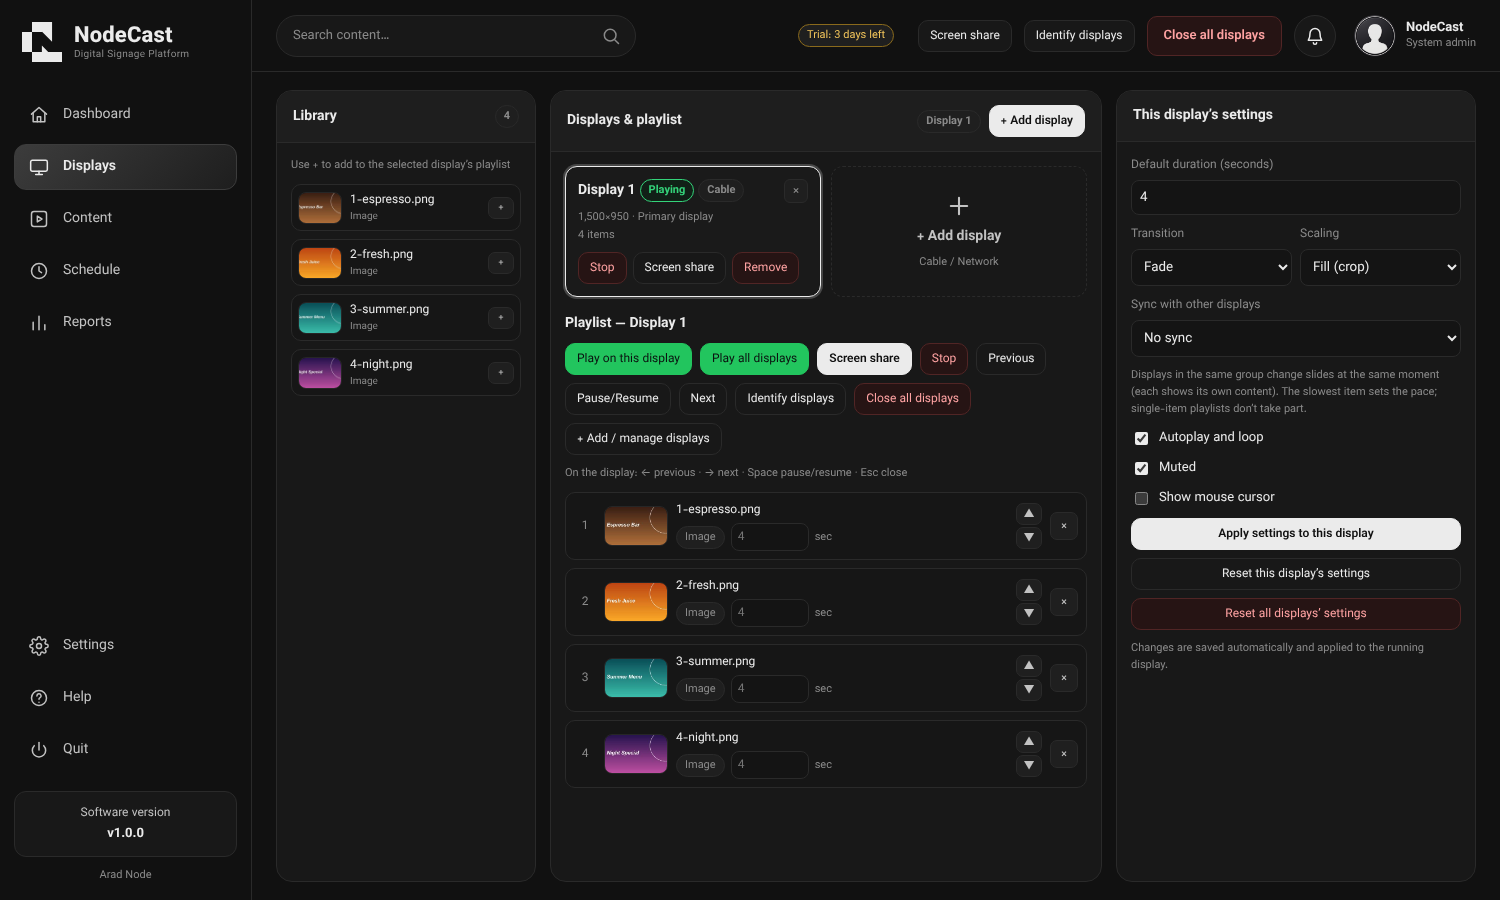 NodeCast
Digital Signage Platform
Dashboard
Displays
Content
Schedule
Reports
Settings
Help
Quit
Software version
v1.0.0
Arad Node
Search content...
Trial: 3 days left
Screen share
Identify displays
Close all displays
NodeCast
System admin
Library
4
Use + to add to the selected display's playlist
1-espresso.png
Image
+
2-fresh.png
Image
+
3-summer.png
Image
+
4-night.png
Image
+
Displays & playlist
Display 1
+ Add display
Display 1 Playing Cable ×
1,500×950 · Primary display
4 items
Stop Screen share Remove
+ Add display
Cable / Network
Playlist — Display 1
Play on this display Play all displays Screen share Stop Previous
Pause/Resume Next Identify displays Close all displays
+ Add / manage displays
On the display: ← previous · → next · Space pause/resume · Esc close
1 Espresso Bar 1-espresso.png
Image 4 sec ▲ ▼ ×
2 Fresh Juice 2-fresh.png
Image 4 sec ▲ ▼ ×
3 Summer Menu 3-summer.png
Image 4 sec ▲ ▼ ×
4 Night Special 4-night.png
Image 4 sec ▲ ▼ ×
This display's settings
Default duration (seconds)
4
Transition Scaling
Fade Fill (crop)
Sync with other displays
No sync
Displays in the same group change slides at the same moment
(each shows its own content). The slowest item sets the pace;
single-item playlists don't take part.
Autoplay and loop
Muted
Show mouse cursor
Apply settings to this display
Reset this display's settings
Reset all displays' settings
Changes are saved automatically and applied to the running
display.